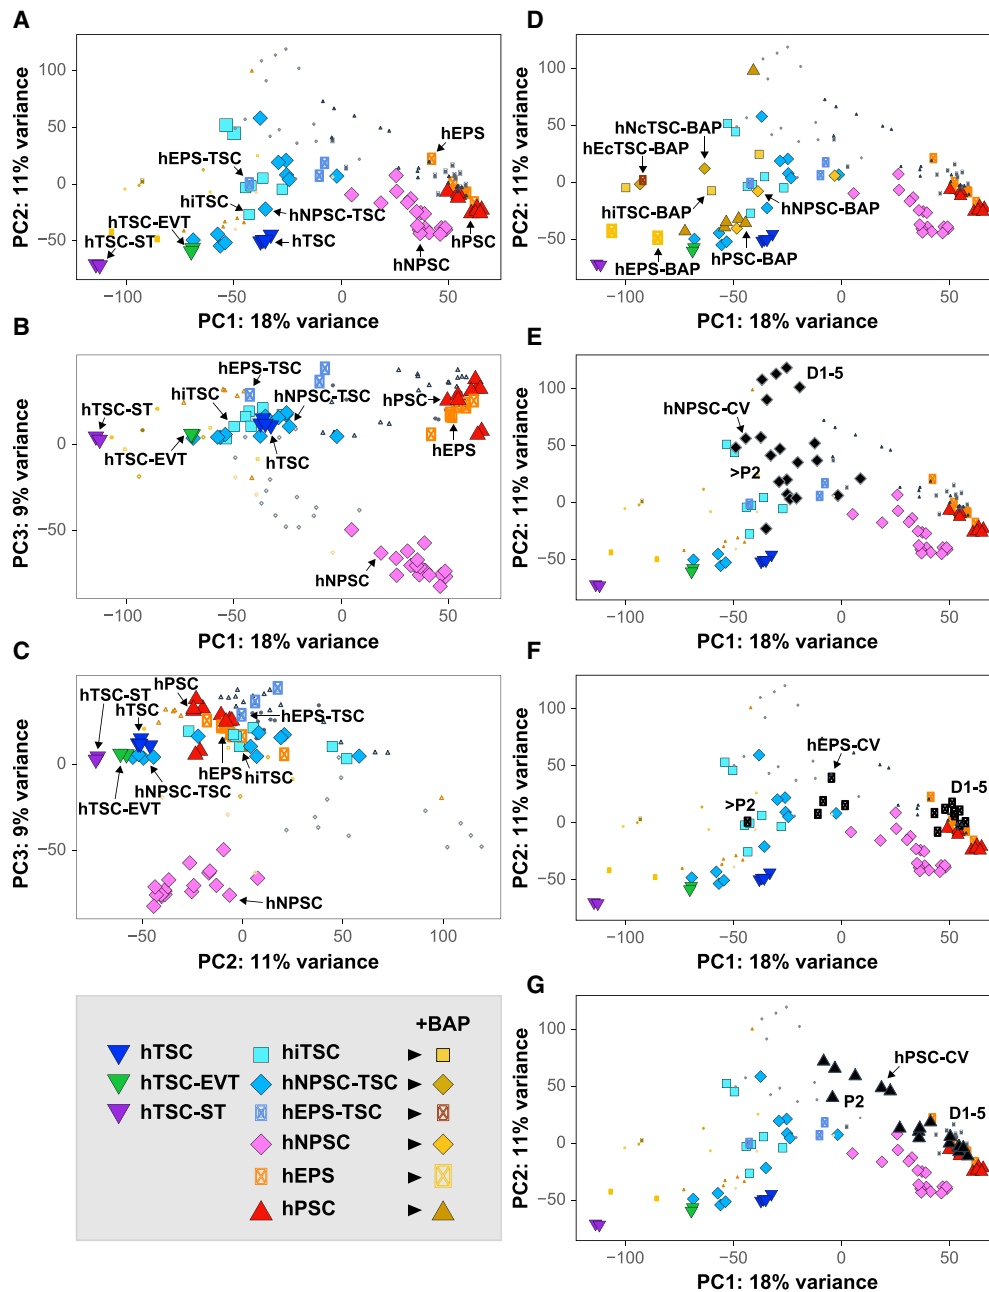 A
PC2: 11% variance
100
50
0
−50
hEPS
hEPS-TSC
hiTSC
hTSC-EVT
hTSC-ST
hNPSC-TSC
hTSC
hPSC
hNPSC
−100
−50
0
50
PC1: 18% variance
B
PC3: 9% variance
50
0
−50
hEPS-TSC
hiTSC
hNPSC-TSC
hPSC
hTSC-ST
hTSC-EVT
hTSC
hEPS
hNPSC
−100
−50
0
50
PC1: 18% variance
C
PC3: 9% variance
50
0
−50
hPSC
hTSC-ST
hTSC
hEPS-TSC
hEPS
hiTSC
hNPSC-TSC
hTSC-EVT
hNPSC
−50
0
50
100
PC2: 11% variance
+BAP
hTSC
hiTSC
hTSC-EVT
hNPSC-TSC
hTSC-ST
hEPS-TSC
hNPSC
hEPS
hPSC
D
PC2: 11% variance
100
50
0
−50
hNcTSC-BAP
hEcTSC-BAP
hiTSC-BAP
hNPSC-BAP
hPSC-BAP
hEPS-BAP
−100
−50
0
50
PC1: 18% variance
E
PC2: 11% variance
100
50
0
−50
D1-5
hNPSC-CV
>P2
−100
−50
0
50
PC1: 18% variance
F
PC2: 11% variance
100
50
0
−50
hEPS-CV
>P2
D1-5
−100
−50
0
50
PC1: 18% variance
G
PC2: 11% variance
100
50
0
−50
hPSC-CV
P2
D1-5
−100
−50
0
50
PC1: 18% variance